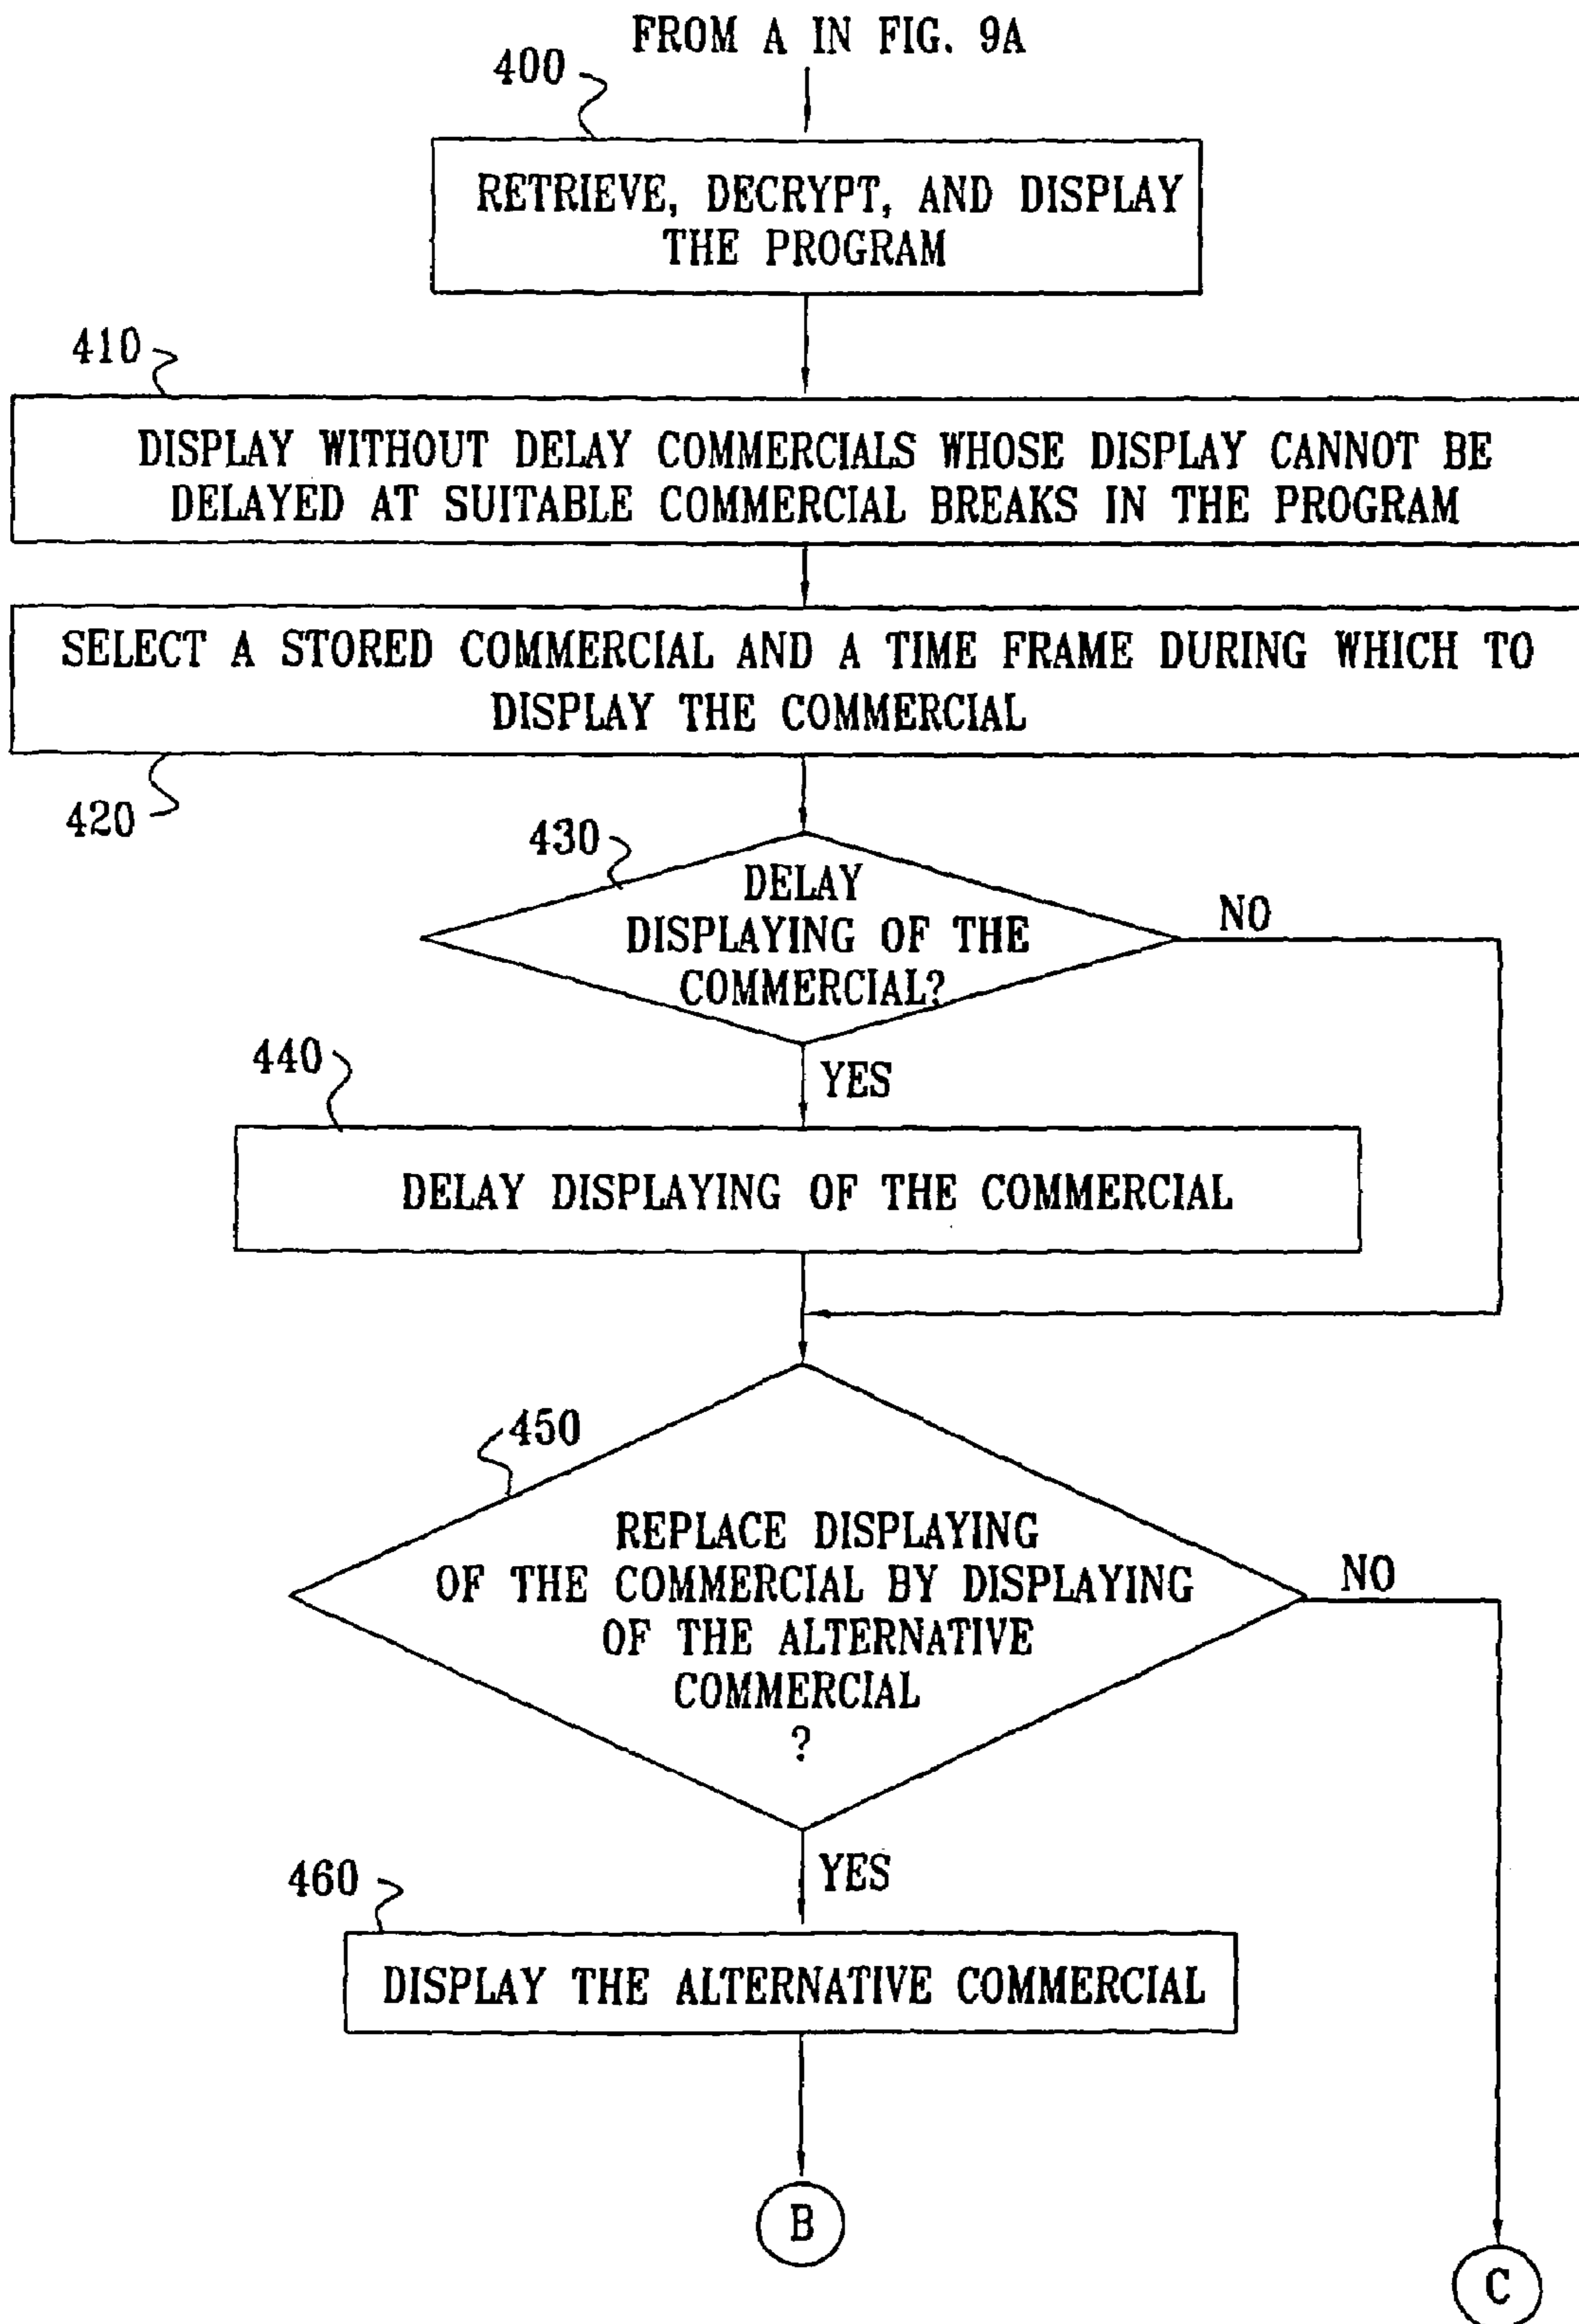 FROM A IN FIG. 9A
400
RETRIEVE, DECRYPT, AND DISPLAY
THE PROGRAM
410
DISPLAY WITHOUT DELAY COMMERCIALS WHOSE DISPLAY CANNOT BE
DELAYED AT SUITABLE COMMERCIAL BREAKS IN THE PROGRAM
SELECT A STORED COMMERCIAL AND A TIME FRAME DURING WHICH TO
DISPLAY THE COMMERCIAL
420
430
DELAY
DISPLAYING OF THE
COMMERCIAL?
NO
YES
440
DELAY DISPLAYING OF THE COMMERCIAL
450
REPLACE DISPLAYING
OF THE COMMERCIAL BY DISPLAYING
OF THE ALTERNATIVE
COMMERCIAL
?
NO
YES
460
DISPLAY THE ALTERNATIVE COMMERCIAL
B
C